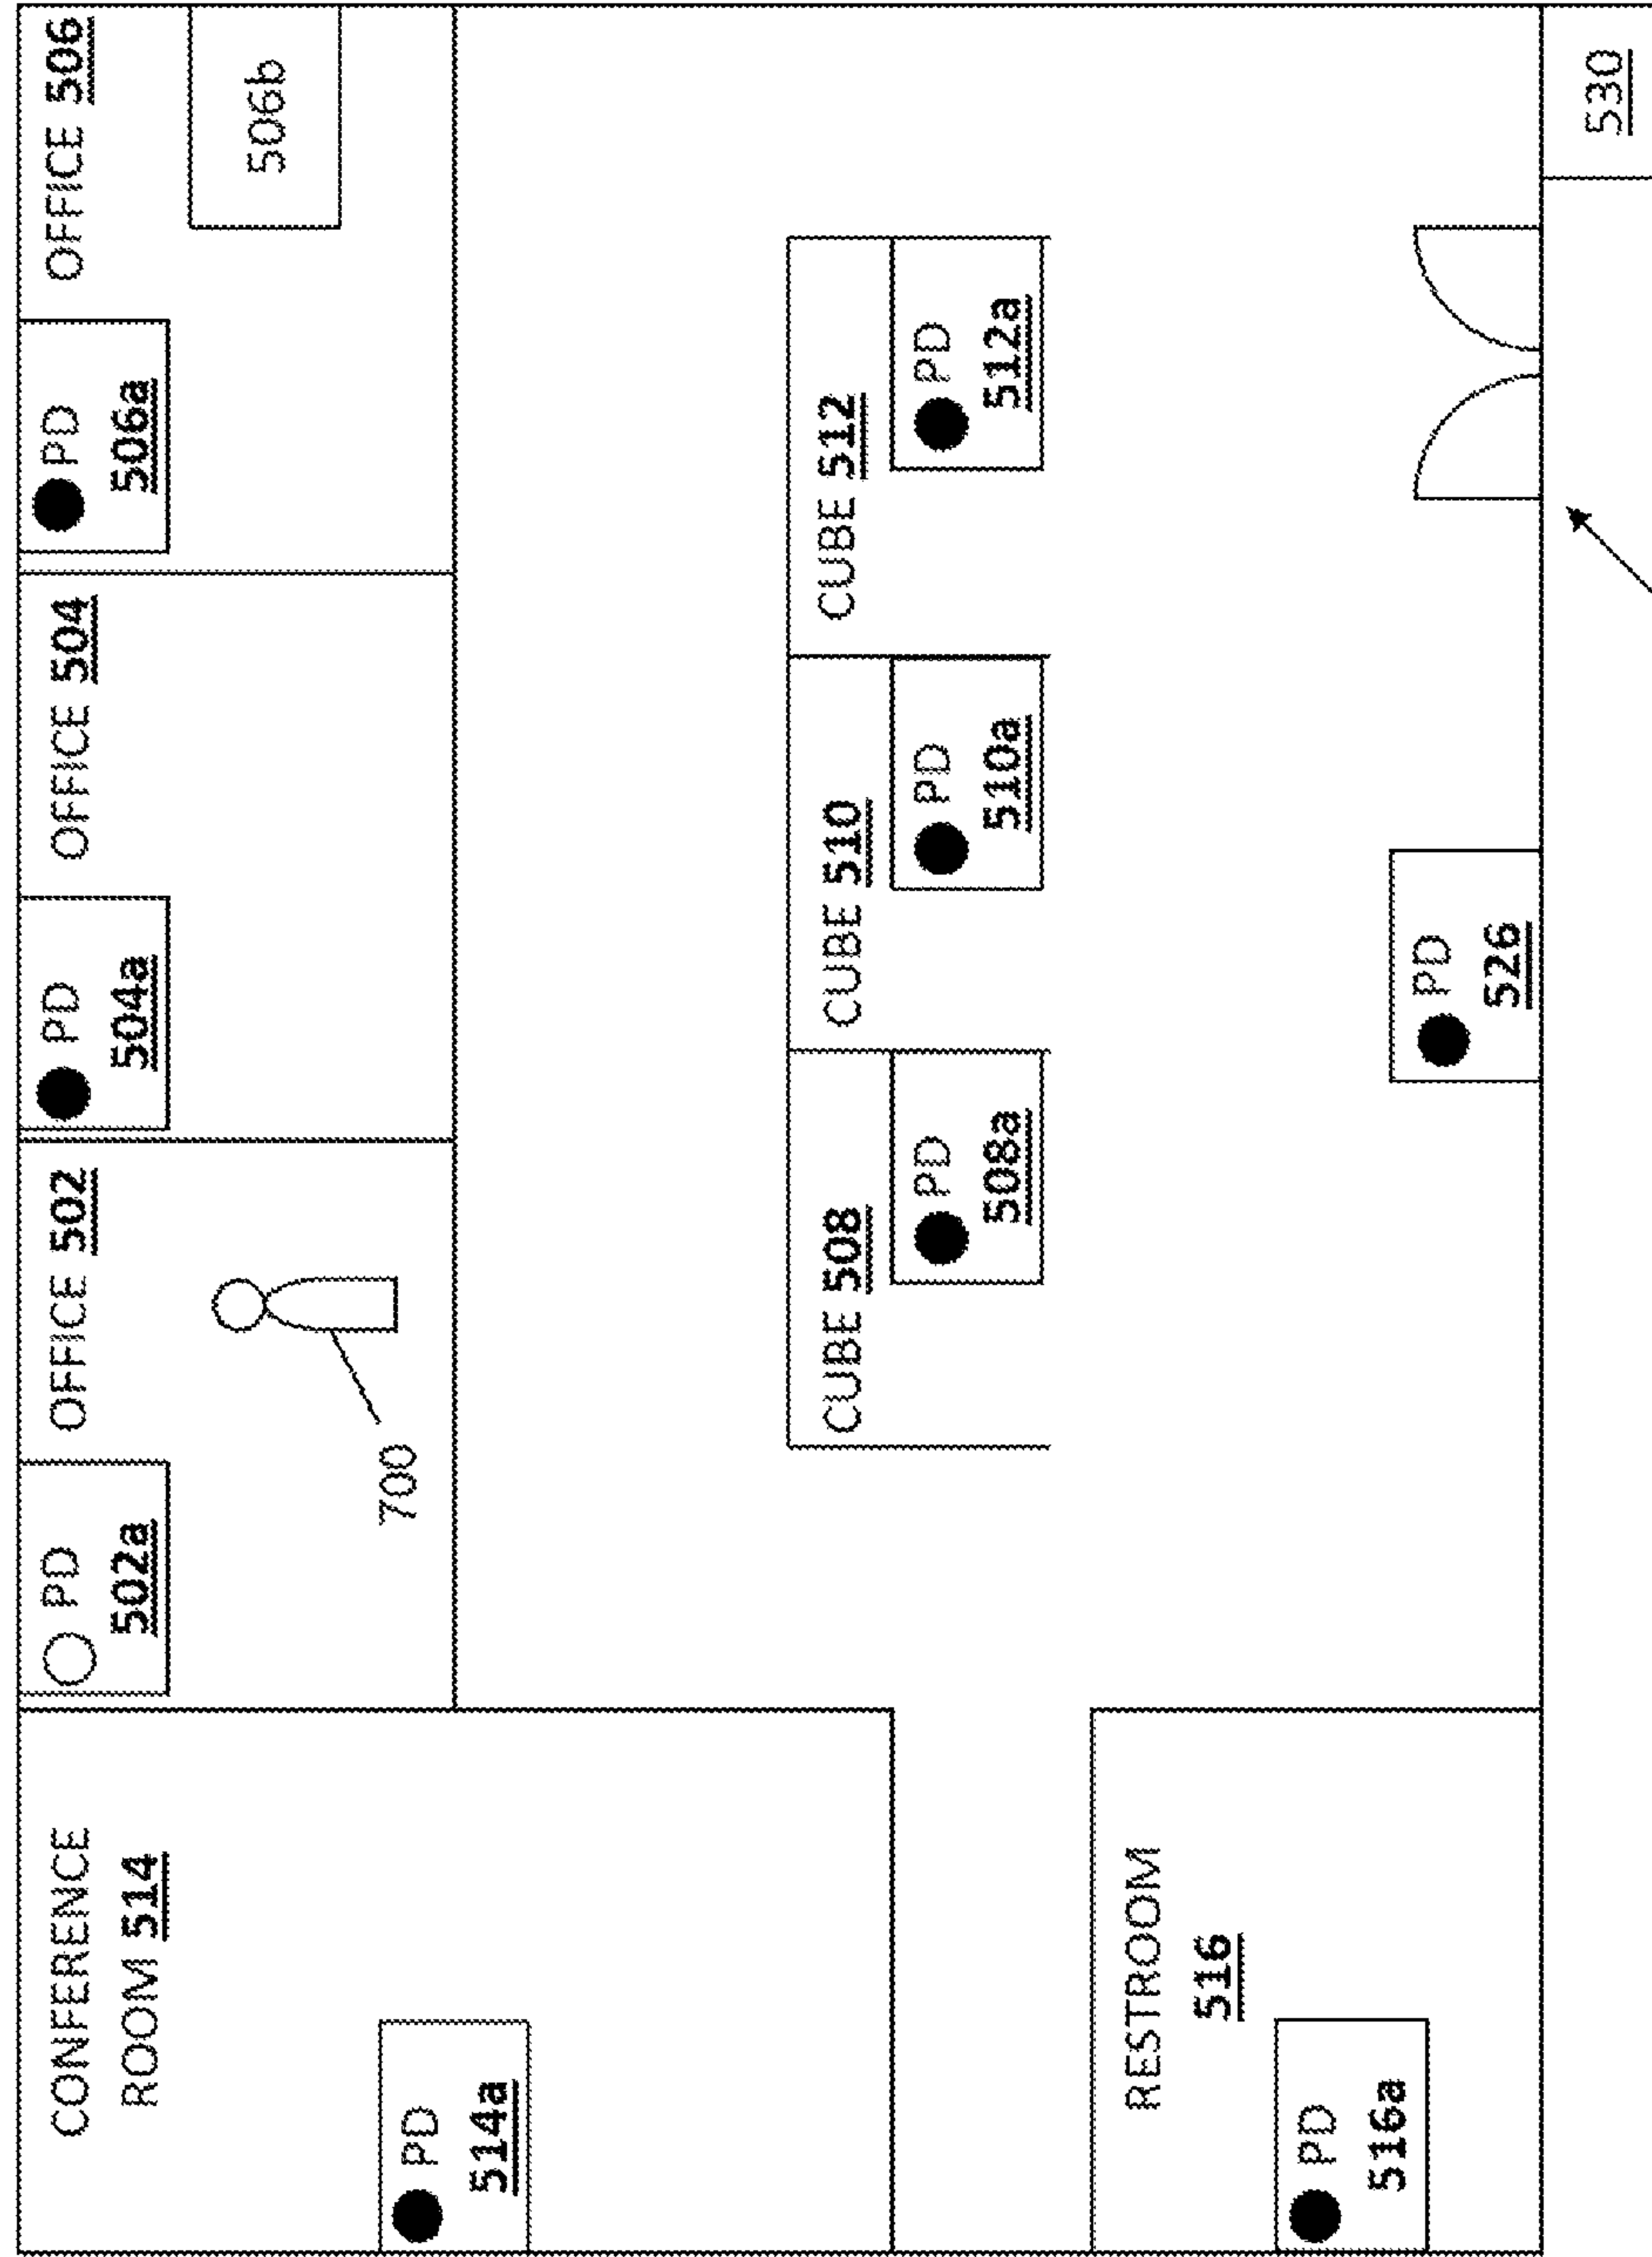 CONFERENCE
ROOM 514
PD
514a
PD
502a
OFFICE 502
700
PD
504a
OFFICE 504
PD
506a
OFFICE 506
506b
CUBE 508
PD
508a
CUBE 510
PD
510a
CUBE 512
PD
512a
RESTROOM
516
PD
516a
PD
526
530